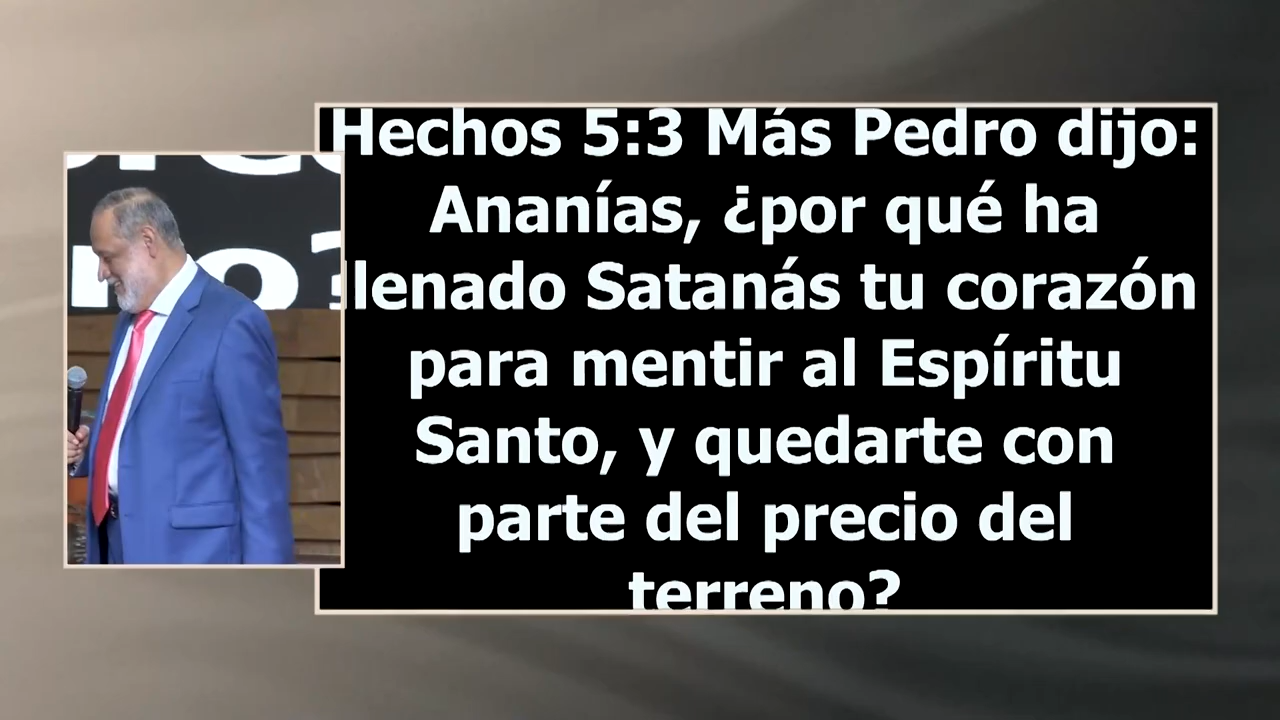 Hechos 5:3 Más Pedro dijo:
Ananías, ¿por qué ha
llenado Satanás tu corazón
para mentir al Espíritu
Santo, y quedarte con
parte del precio del
terreno?